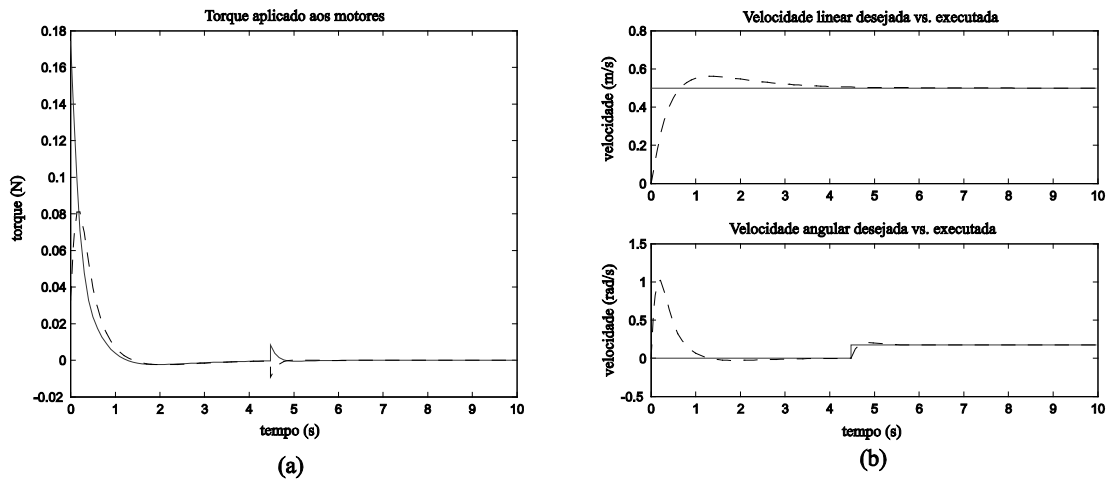 Torque aplicado aos motores
0.18
0.16
0.14
0.12
0.1
0.08
0.06
0.04
0.02
0
-0.02
torque (N)
0 1 2 3 4 5 6 7 8 9 10
tempo (s)
(a)
Velocidade linear desejada vs. executada
0.8
0.6
0.4
0.2
0
velocidade (m/s)
0 1 2 3 4 5 6 7 8 9 10
Velocidade angular desejada vs. executada
1.5
1
0.5
0
-0.5
velocidade (rad/s)
0 1 2 3 4 5 6 7 8 9 10
tempo (s)
(b)